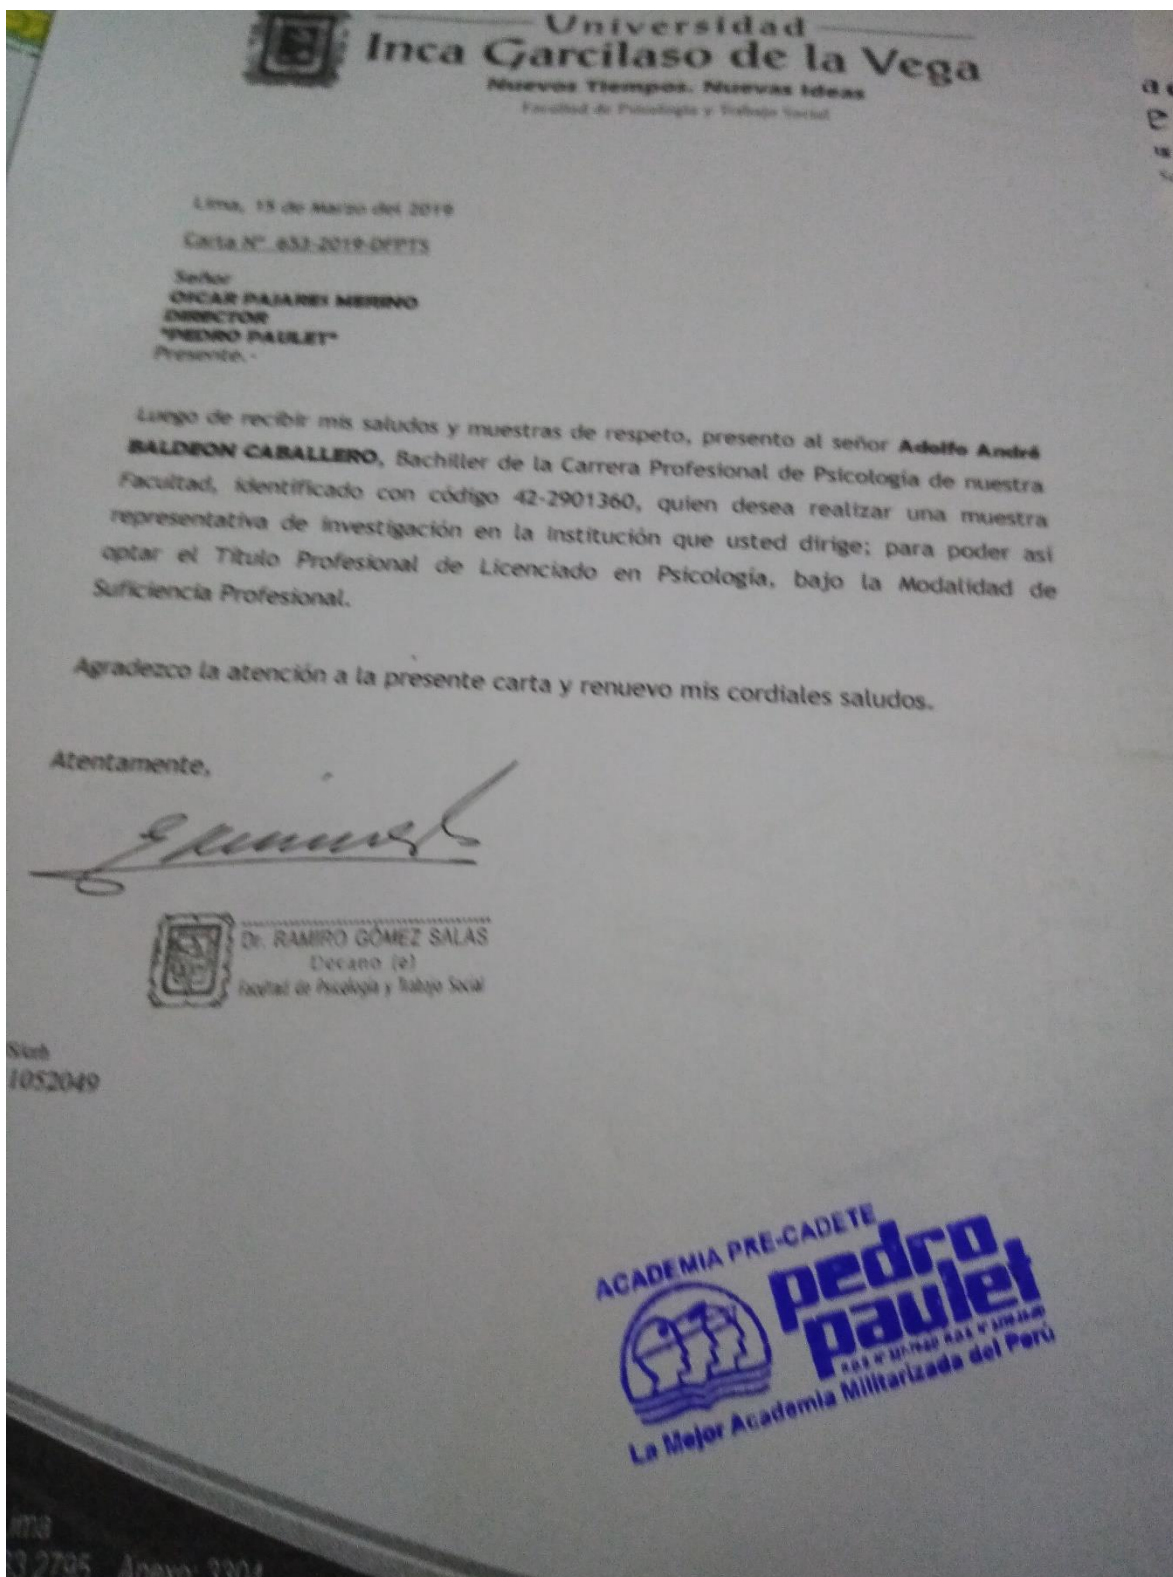 Universidad
Inca Garcilaso de la Vega
Nuevos Tiempos. Nuevas Ideas
Facultad de Psicología y Trabajo Social
Lima, 15 de Marzo del 2019
Carta N° 653-2019-DFPTS
Señor
OSCAR PAJARES MERINO
DIRECTOR
"PEDRO PAULET"
Presente.-
Luego de recibir mis saludos y muestras de respeto, presento al señor Adolfo André
BALDEON CABALLERO, Bachiller de la Carrera Profesional de Psicología de nuestra
Facultad, identificado con código 42-2901360, quien desea realizar una muestra
representativa de investigación en la Institución que usted dirige; para poder así
optar el Título Profesional de Licenciado en Psicología, bajo la Modalidad de
Suficiencia Profesional.
Agradezco la atención a la presente carta y renuevo mis cordiales saludos.
Atentamente,
Dr. RAMIRO GÓMEZ SALAS
Decano (e)
Facultad de Psicología y Trabajo Social
1052049
ACADEMIA PRE-CADETE
pedro
paulet
La Mejor Academia Militarizada del Perú
63 2795 Anexo: 3304